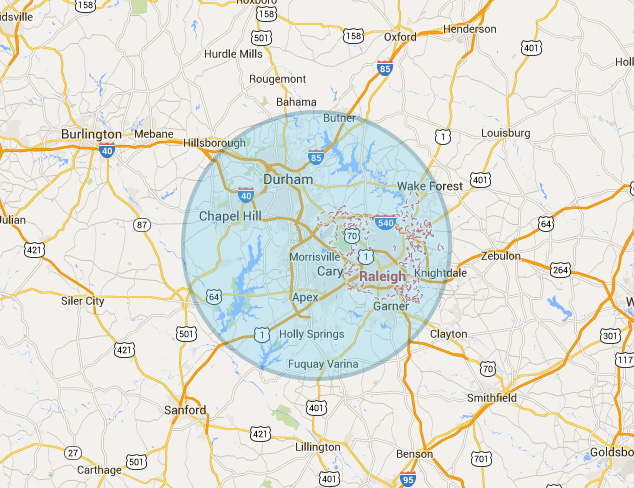 Roxboro
158
158
Henderson
idsville
501
158
Oxford
401
Hurdle Mills
85
Rougemont
Bahama
Butner
Burlington
Mebane
Hillsborough
1
Louisburg
40
85
Durham
401
Wake Forest
40
Chapel Hill
540
Julian
87
70
64
421
Morrisville
1
Zebulon
Cary
Raleigh
Knightdale
264
Siler City
64
Apex
Garner
501
1
Holly Springs
Clayton
301
421
Fuquay Varina
70
117
Sanford
401
Smithfield
421
Lillington
Benson
Goldsbo
27
501
701
Carthage
401
95